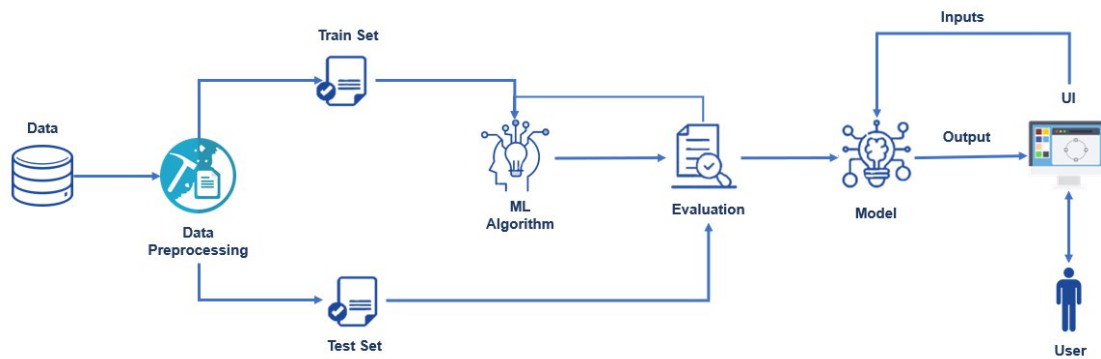 Inputs
Train Set
UI
Data
Output
ML
Algorithm
Evaluation
Model
Data
Preprocessing
Test Set
User